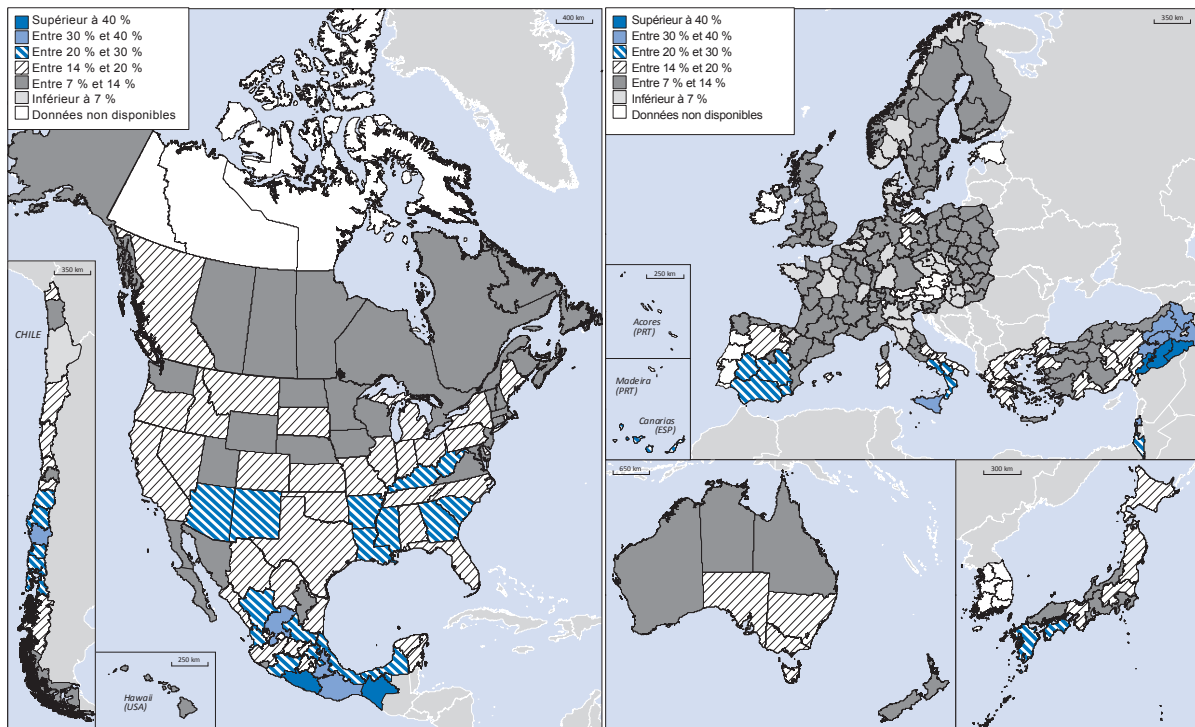 Supérieur à 40 %
Entre 30 % et 40 %
Entre 20 % et 30 %
Entre 14 % et 20 %
Entre 7 % et 14 %
Inférieur à 7 %
Données non disponibles
400 km
350 km
CHILE
250 km
Hawaii
(USA)
Supérieur à 40 %
Entre 30 % et 40 %
Entre 20 % et 30 %
Entre 14 % et 20 %
Entre 7 % et 14 %
Inférieur à 7 %
Données non disponibles
350 km
250 km
Acores
(PRT)
Madeira
(PRT)
Canarias
(ESP)
650 km
300 km